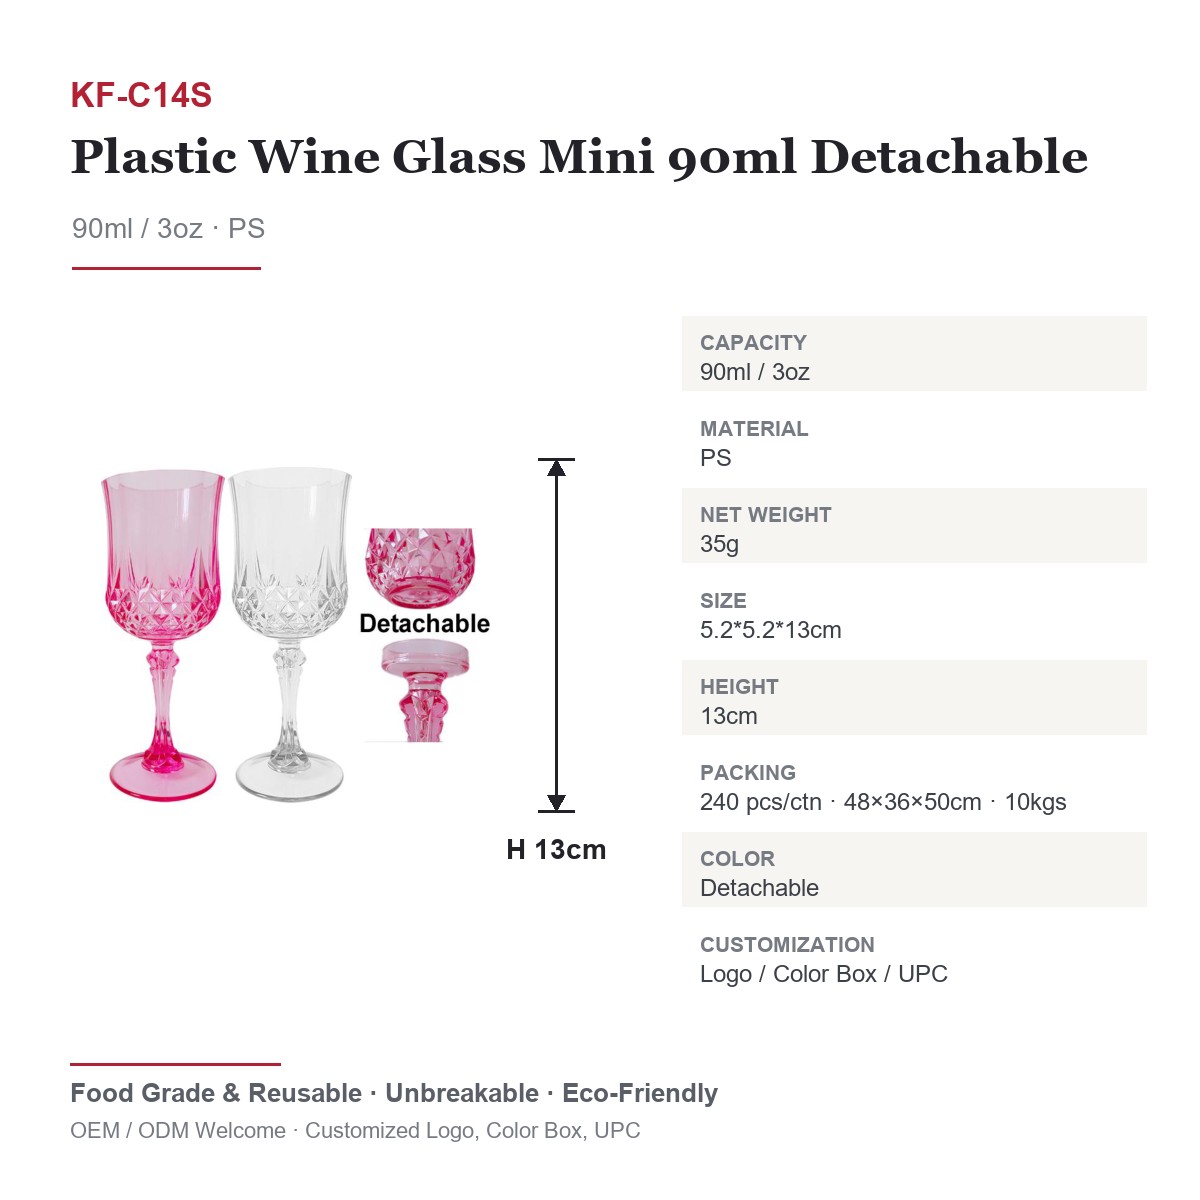 KF-C14S
Plastic Wine Glass Mini 90ml Detachable
90ml / 3oz · PS
Detachable
H 13cm
CAPACITY
90ml / 3oz
MATERIAL
PS
NET WEIGHT
35g
SIZE
5.2*5.2*13cm
HEIGHT
13cm
PACKING
240 pcs/ctn · 48×36×50cm · 10kgs
COLOR
Detachable
CUSTOMIZATION
Logo / Color Box / UPC
Food Grade & Reusable · Unbreakable · Eco-Friendly
OEM / ODM Welcome · Customized Logo, Color Box, UPC